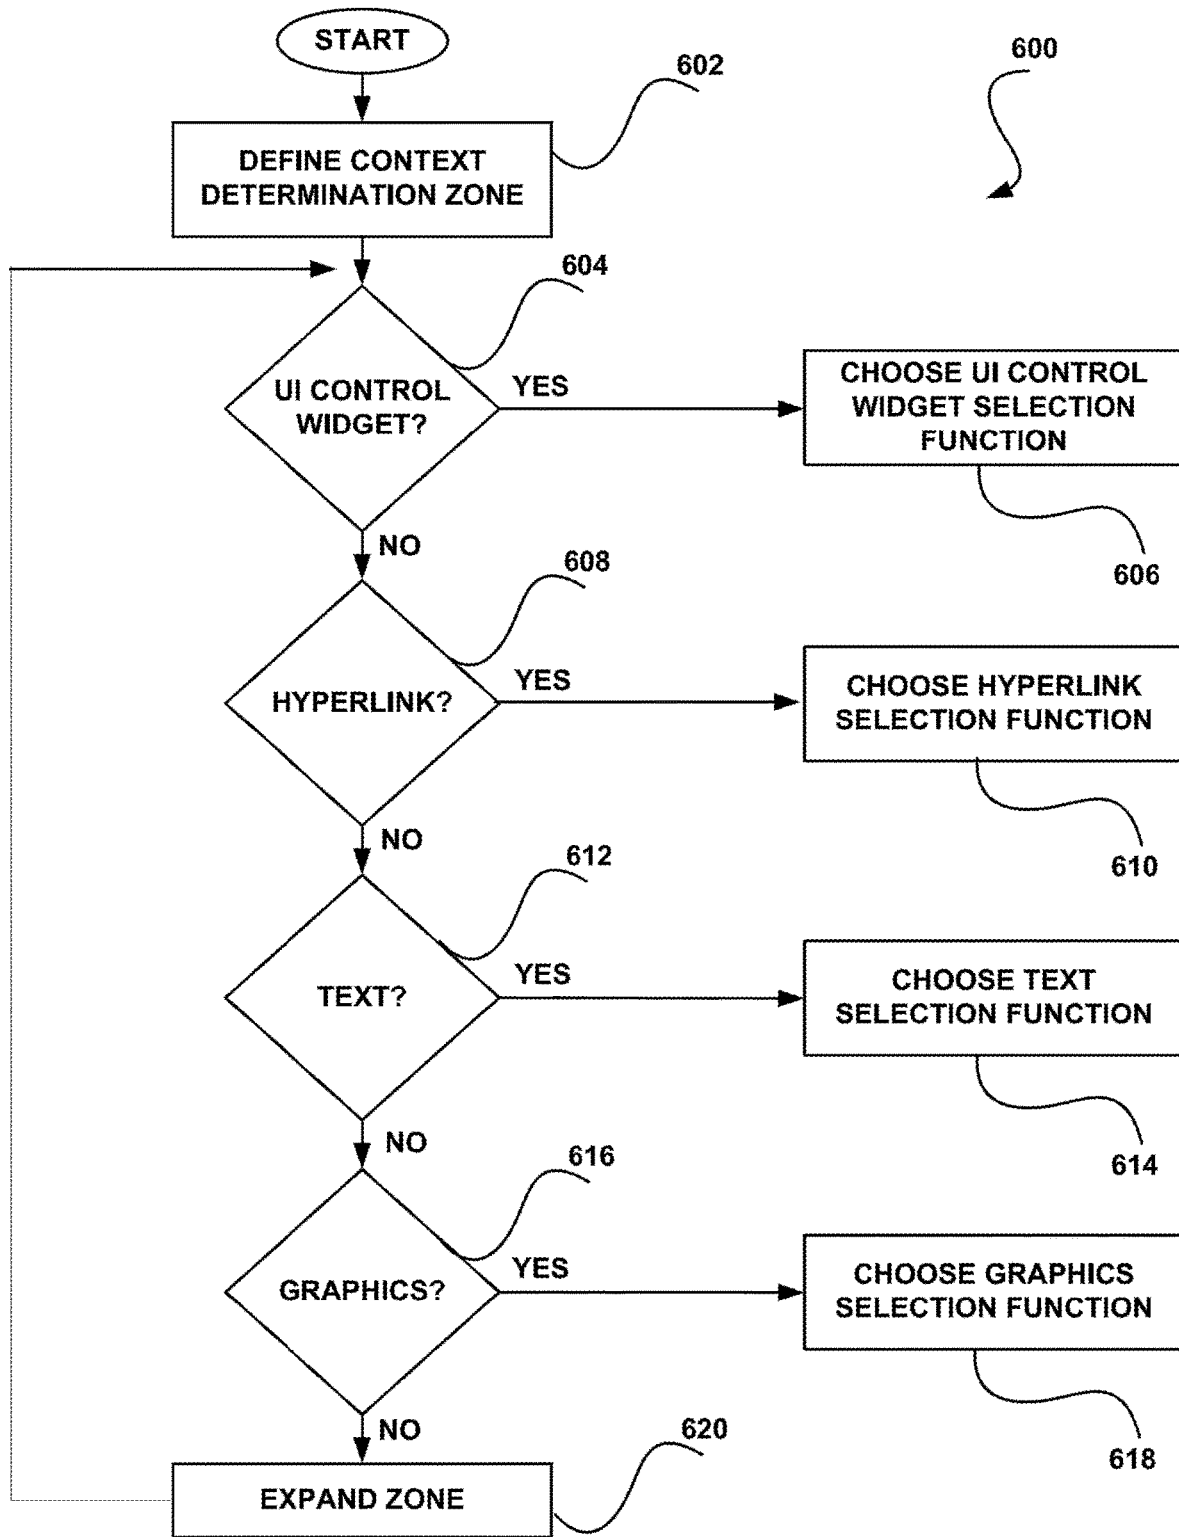 START
602
600
DEFINE CONTEXT
DETERMINATION ZONE
604
UI CONTROL
WIDGET?
YES
CHOOSE UI CONTROL
WIDGET SELECTION
FUNCTION
NO
606
608
HYPERLINK?
YES
CHOOSE HYPERLINK
SELECTION FUNCTION
NO
610
612
TEXT?
YES
CHOOSE TEXT
SELECTION FUNCTION
NO
614
616
GRAPHICS?
YES
CHOOSE GRAPHICS
SELECTION FUNCTION
NO
618
620
EXPAND ZONE